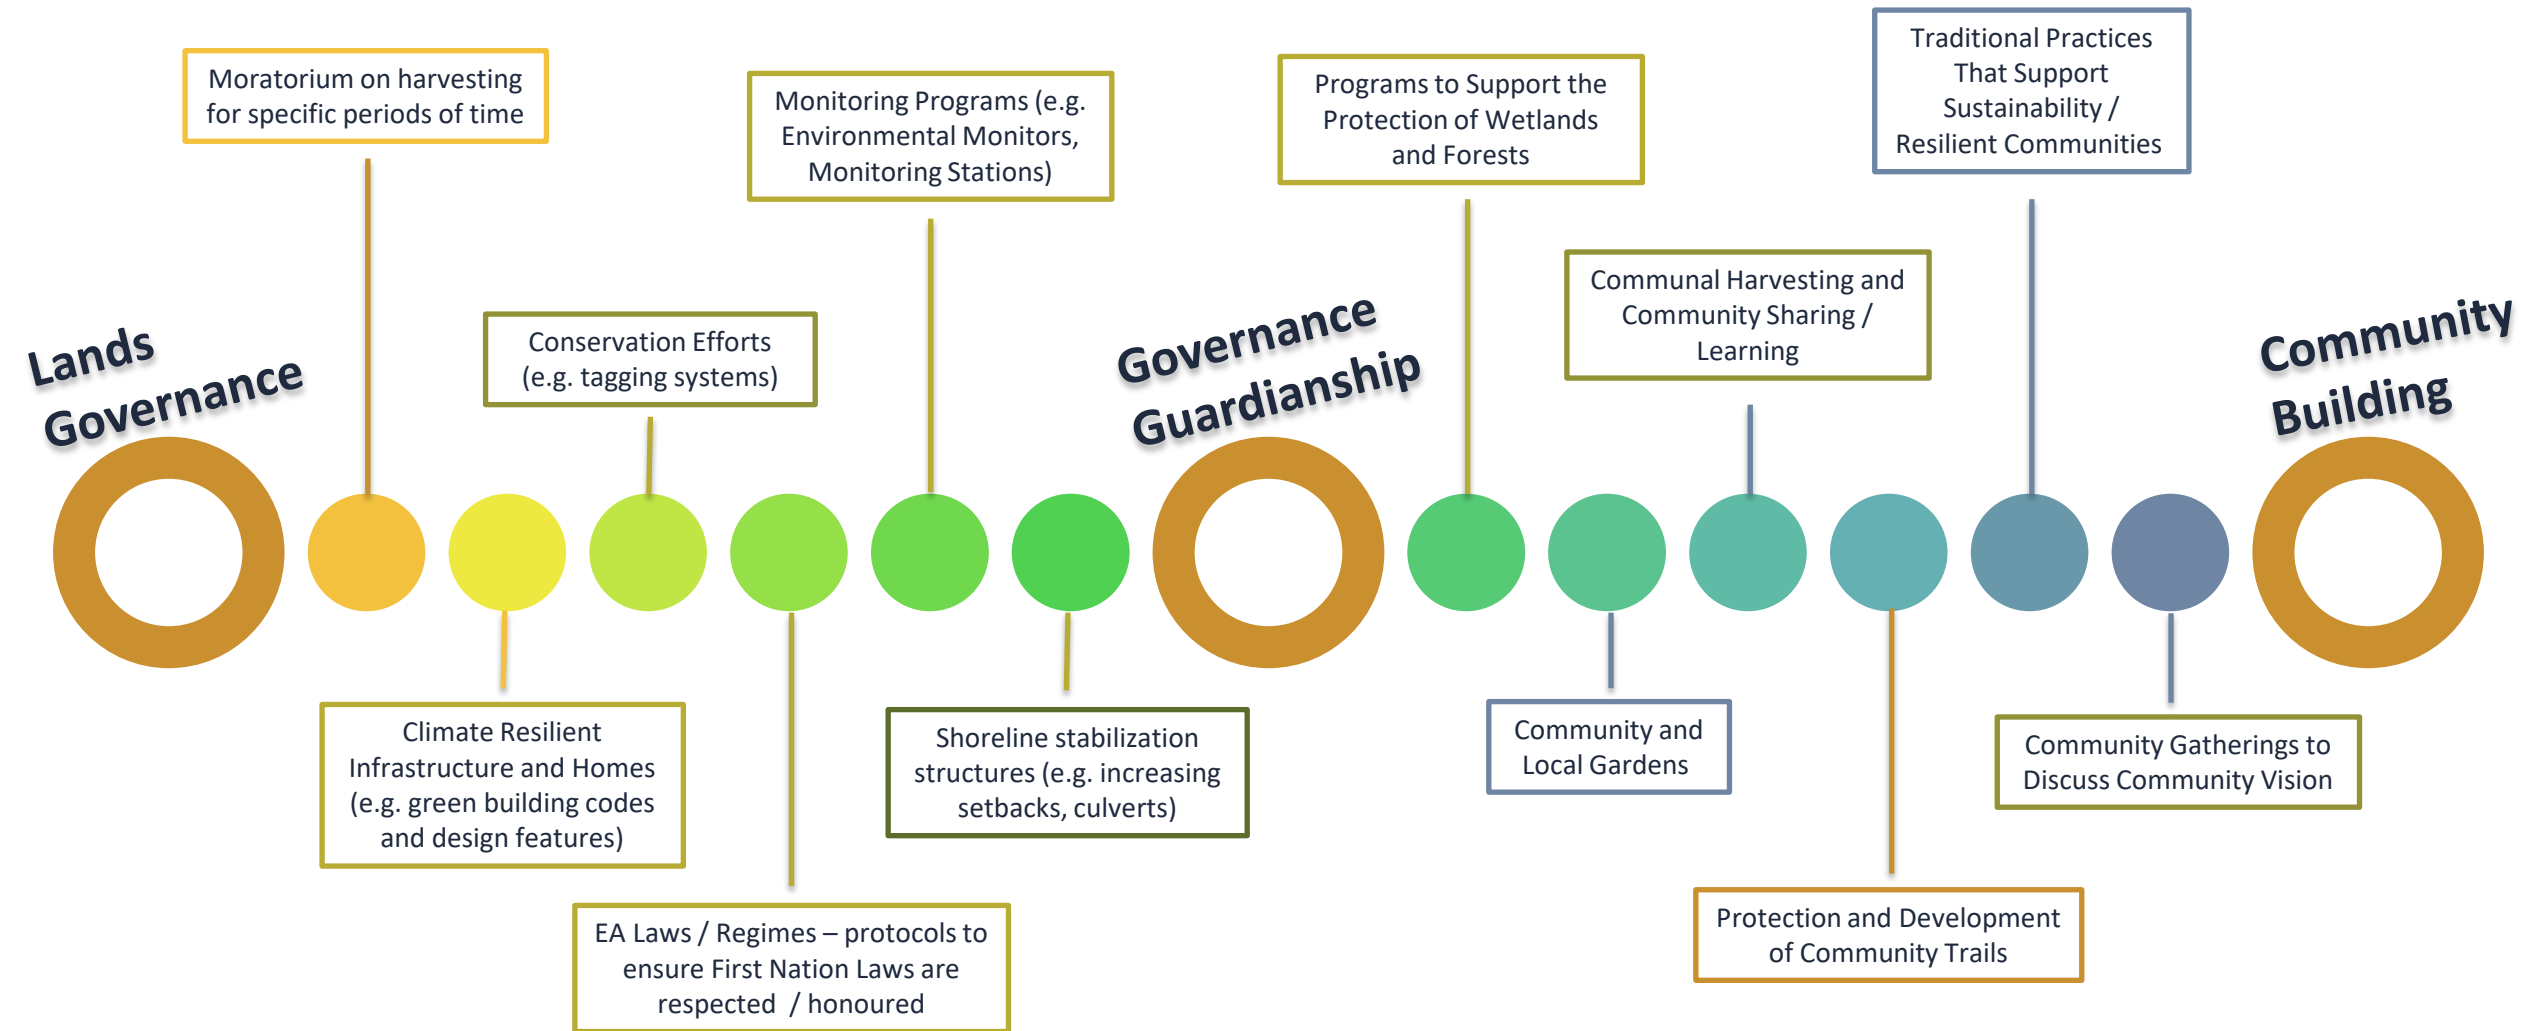 Lands
Governance
Moratorium on harvesting
for specific periods of time
Climate Resilient
Infrastructure and Homes
(e.g. green building codes
and design features)
Conservation Efforts
(e.g. tagging systems)
EA Laws / Regimes – protocols to
ensure First Nation Laws are
respected  / honoured
Monitoring Programs (e.g.
Environmental Monitors,
Monitoring Stations)
Shoreline stabilization
structures (e.g. increasing
setbacks, culverts)
Governance
Guardianship
Programs to Support the
Protection of Wetlands
and Forests
Community and
Local Gardens
Communal Harvesting and
Community Sharing /
Learning
Protection and Development
of Community Trails
Traditional Practices
That Support
Sustainability /
Resilient Communities
Community Gatherings to
Discuss Community Vision
Community
Building